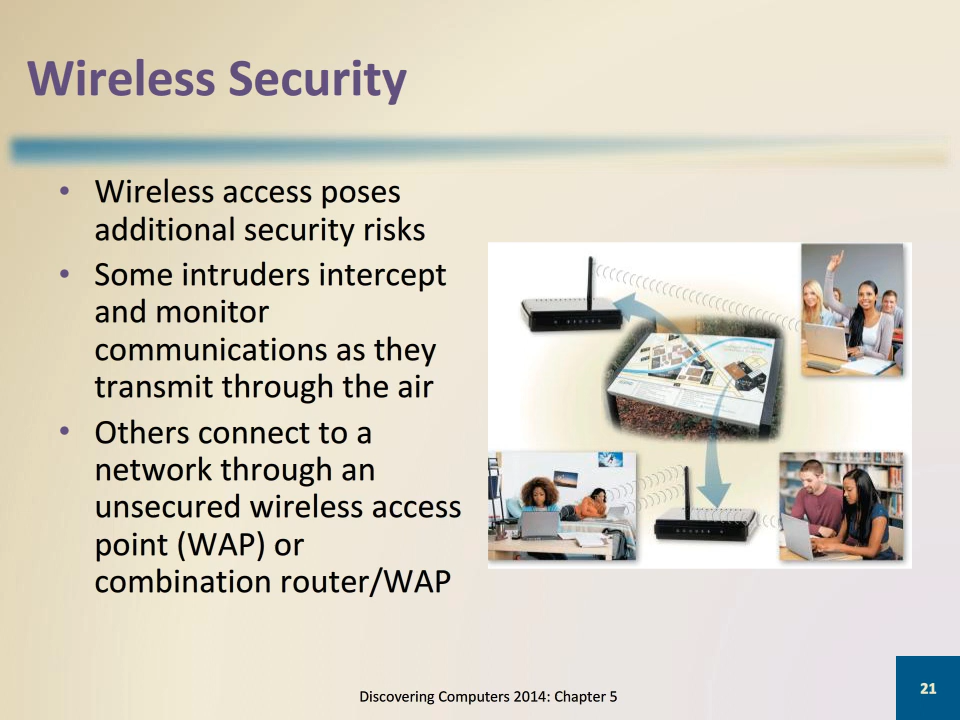 Wireless Security
• Wireless access poses
additional security risks
• Some intruders intercept
and monitor
communications as they
transmit through the air
• Others connect to a
network through an
unsecured wireless access
point (WAP) or
combination router/WAP
Discovering Computers 2014: Chapter 5
21